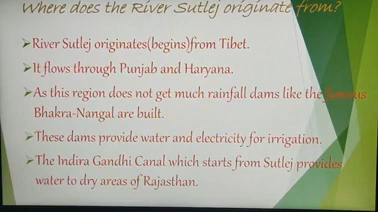 Where does the River Sutlej originate from?
➢River Sutlej originates(begins)from Tibet.
➢It flows through Punjab and Haryana.
➢As this region does not get much rainfall dams like the famous
Bhakra-Nangal are built.
➢These dams provide water and electricity for irrigation.
➢The Indira Gandhi Canal which starts from Sutlej provides
water to dry areas of Rajasthan.